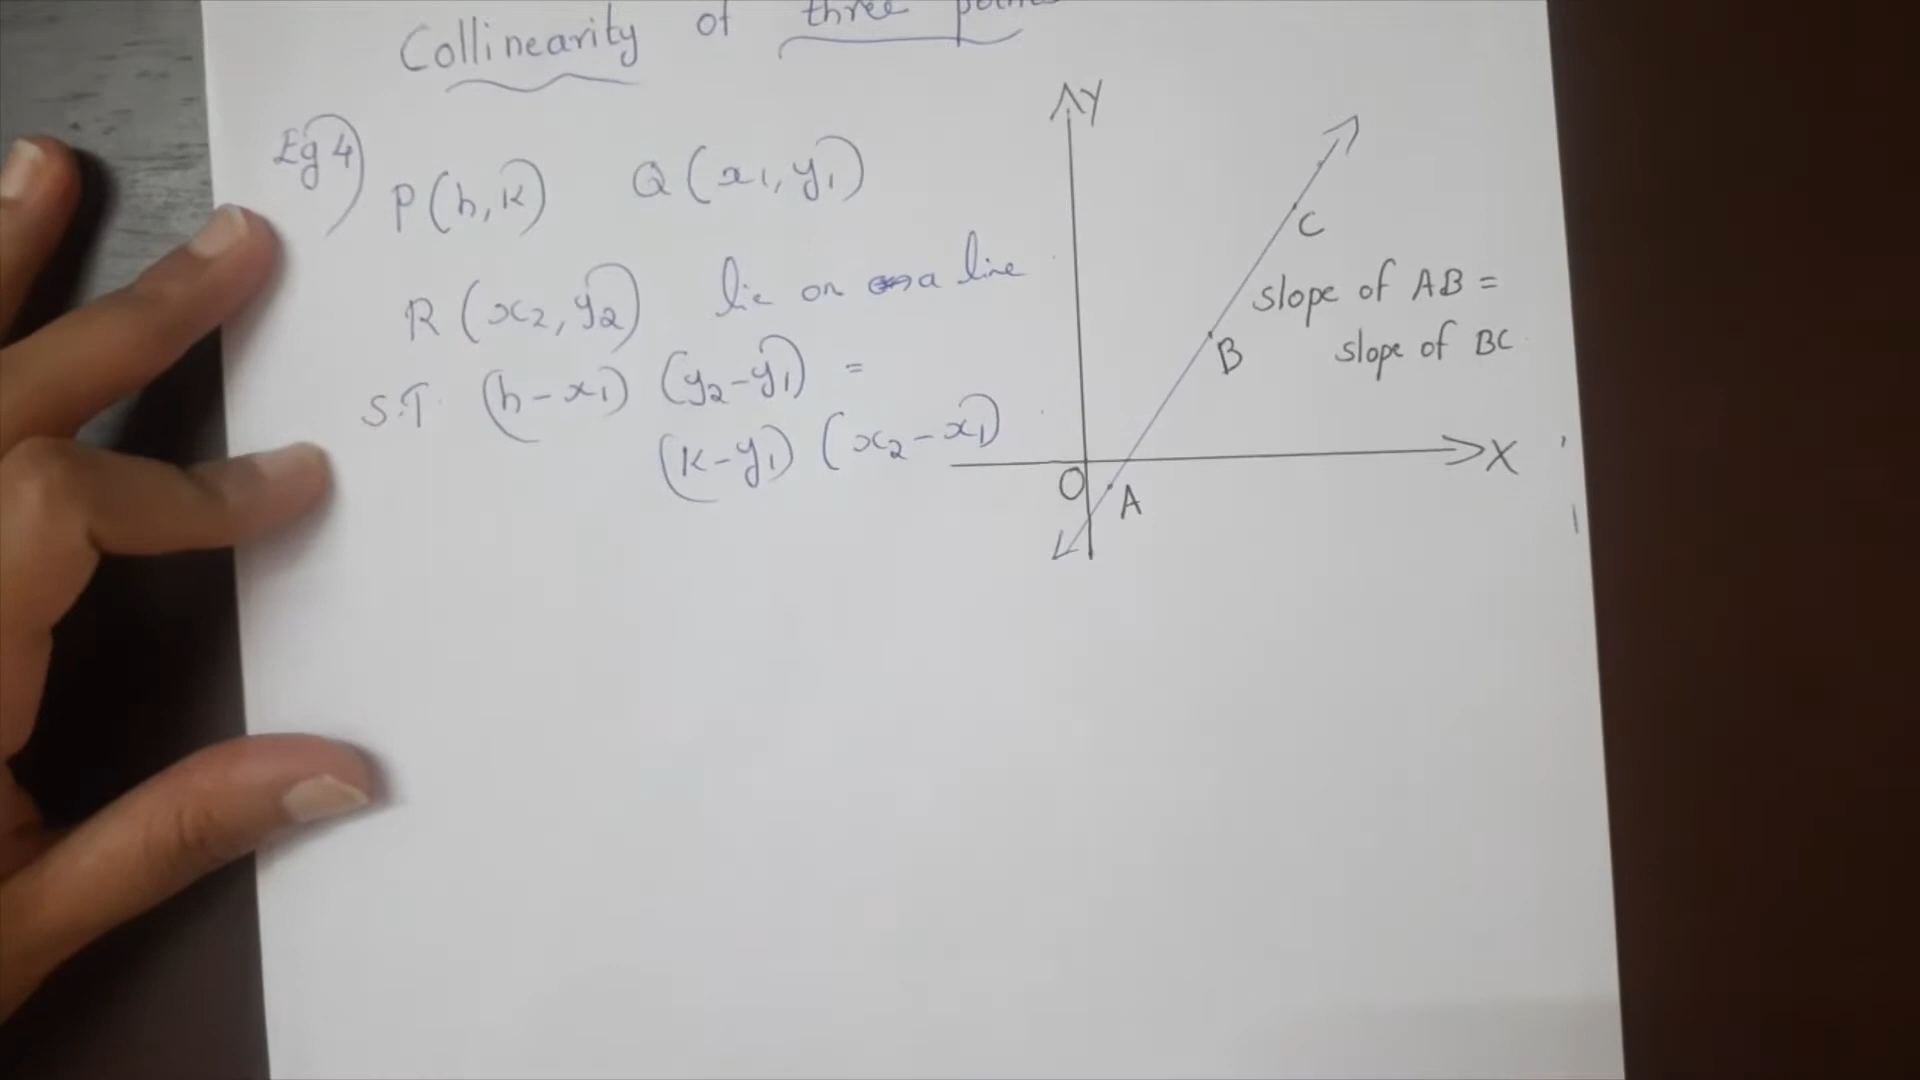 Collinearity of three points
Eg 4) P(h, k) Q(x1, y1)
R(x2, y2) lie on a line
S.T. (h-x1) (y2-y1) =
(k-y1) (x2-x1)
Y
C
slope of AB =
slope of BC
B
X
O
A